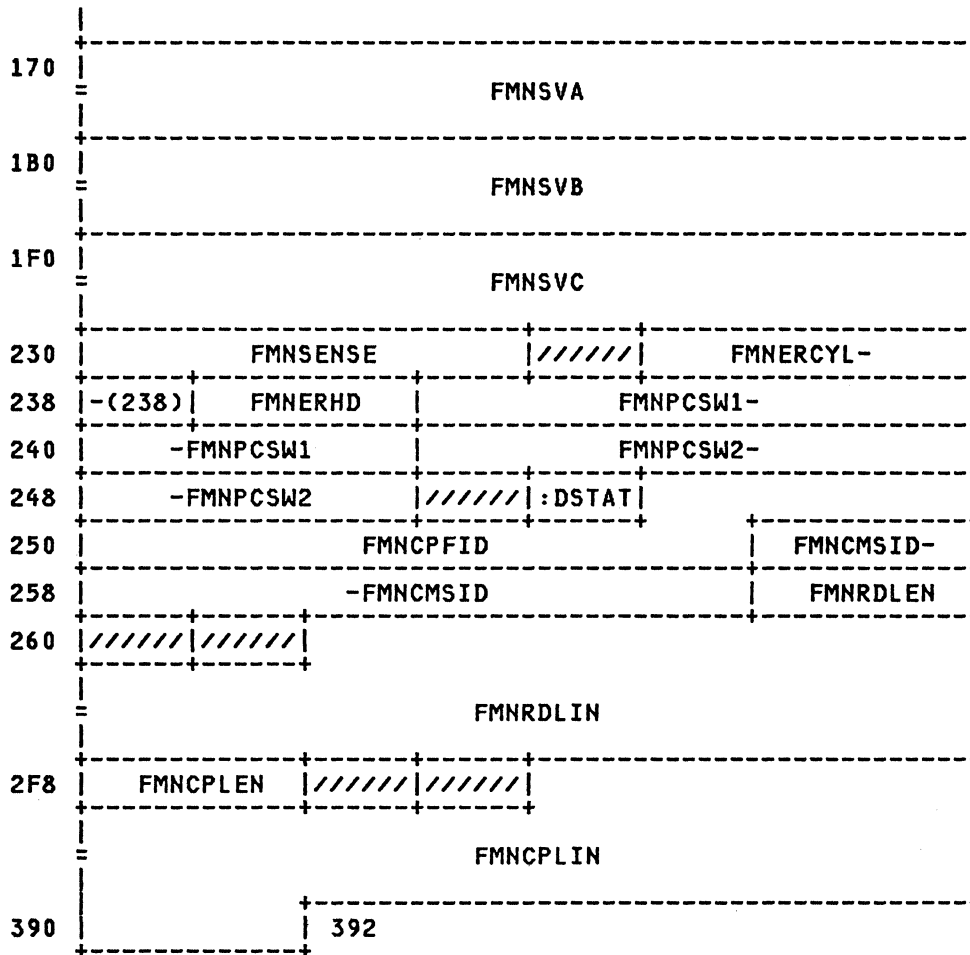 170
FMNSVA
1B0
FMNSVB
1F0
FMNSVC
230 FMNSENSE ////// FMNERCYL-
238 -(238) FMNERHD FMNPCSW1-
240 -FMNPCSW1 FMNPCSW2-
248 -FMNPCSW2 ////// :DSTAT
250 FMNCPFID FMNCMSID-
258 -FMNCMSID FMNRDLEN
260 ////// //////
FMNRDLIN
2F8 FMNCPLEN ////// //////
FMNCPLIN
390 392